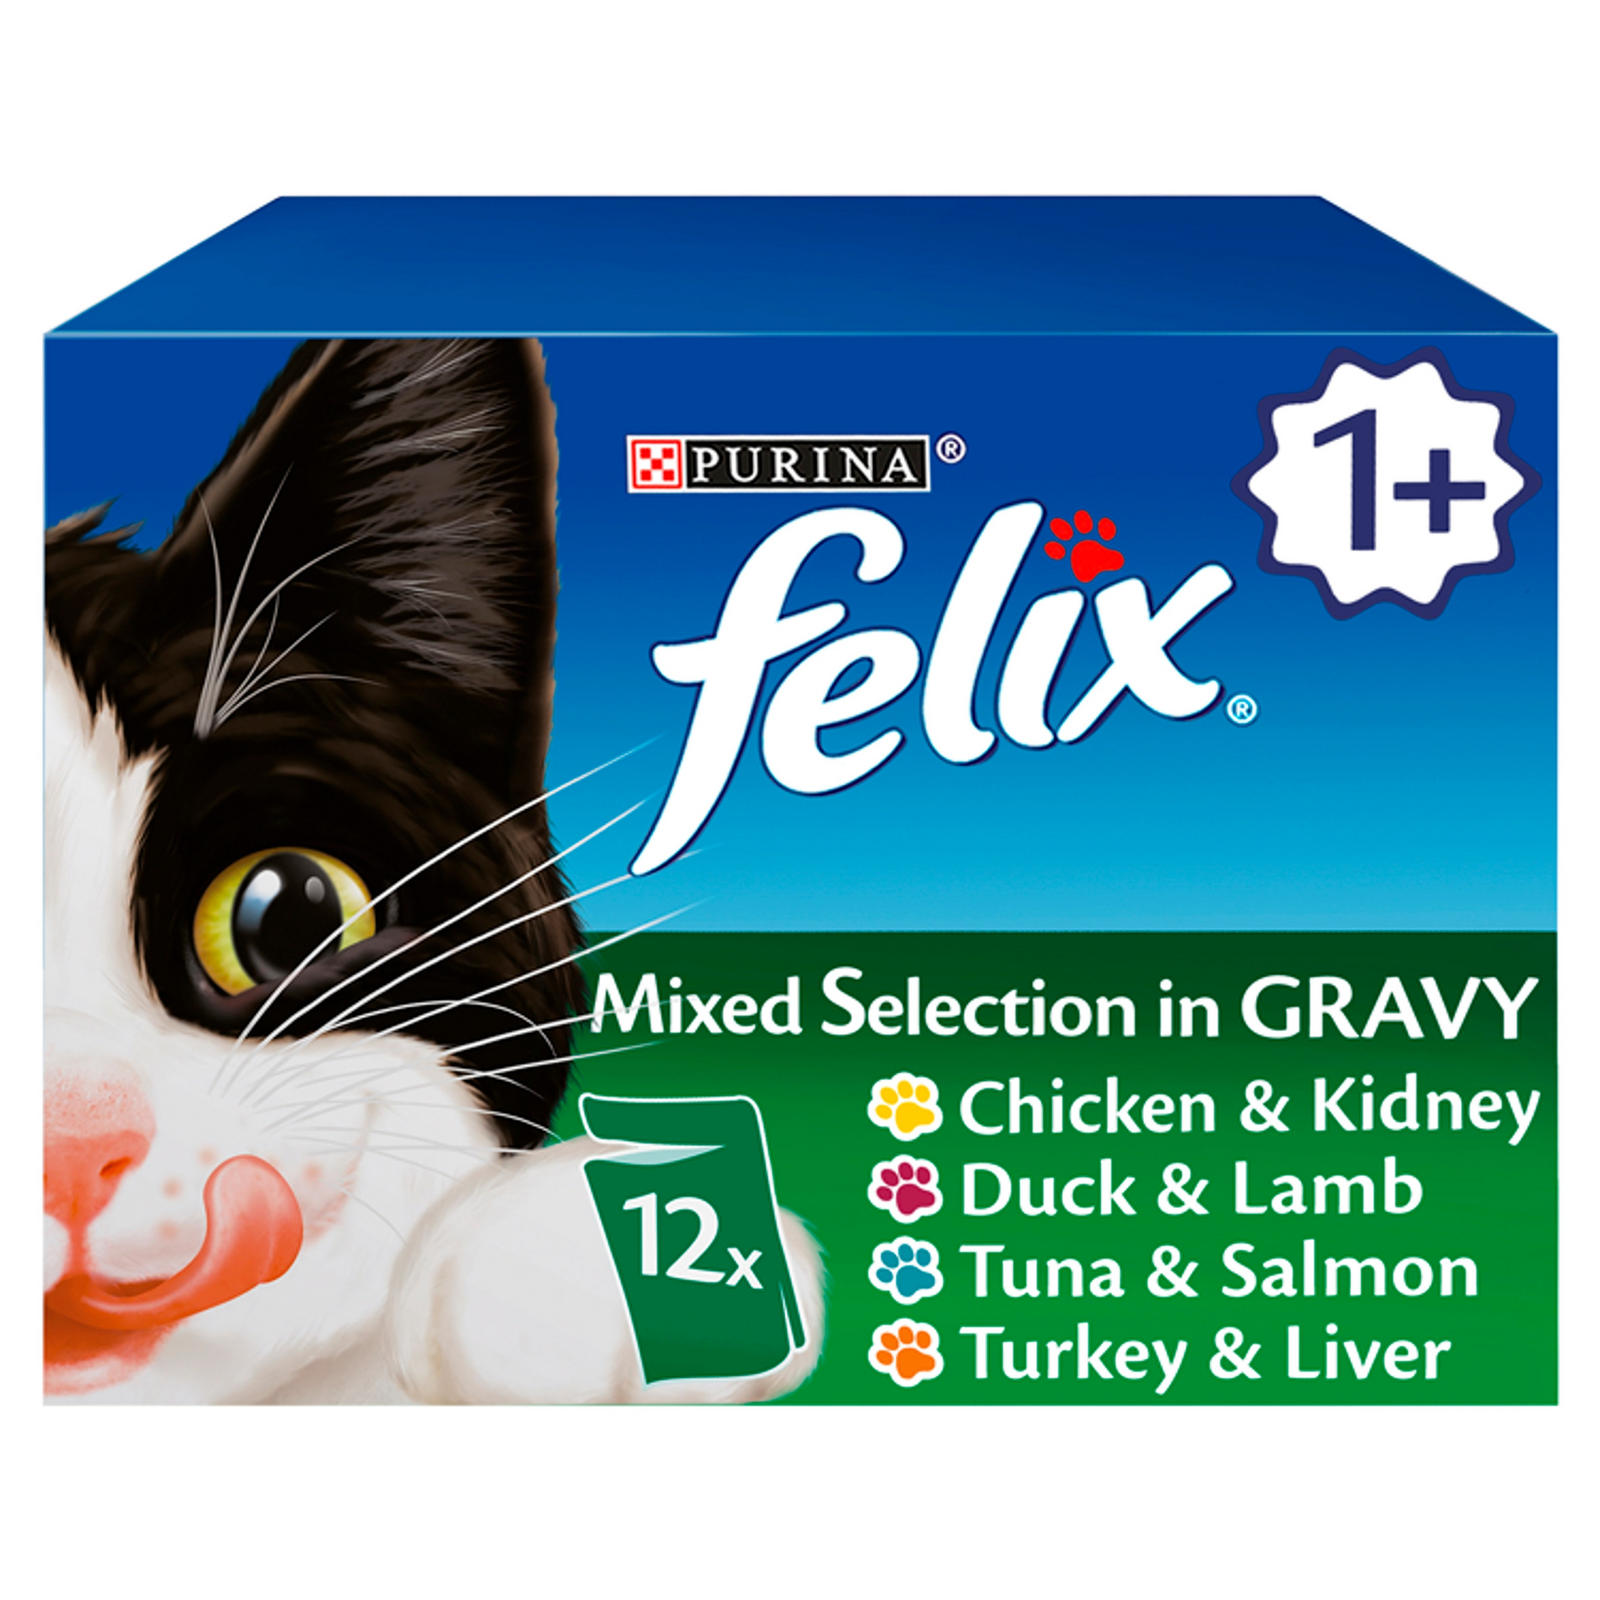 PURINA®
1+
felix®
Mixed Selection in GRAVY
Chicken & Kidney
Duck & Lamb
Tuna & Salmon
Turkey & Liver
12x